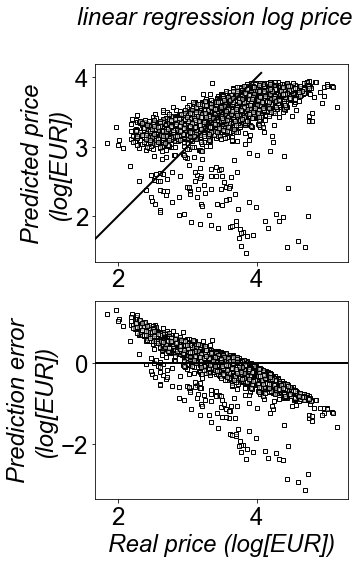 linear regression log price
Predicted price
(log[EUR])
4
3
2
2 4
Prediction error
(log[EUR])
0
−2
2 4
Real price (log[EUR])